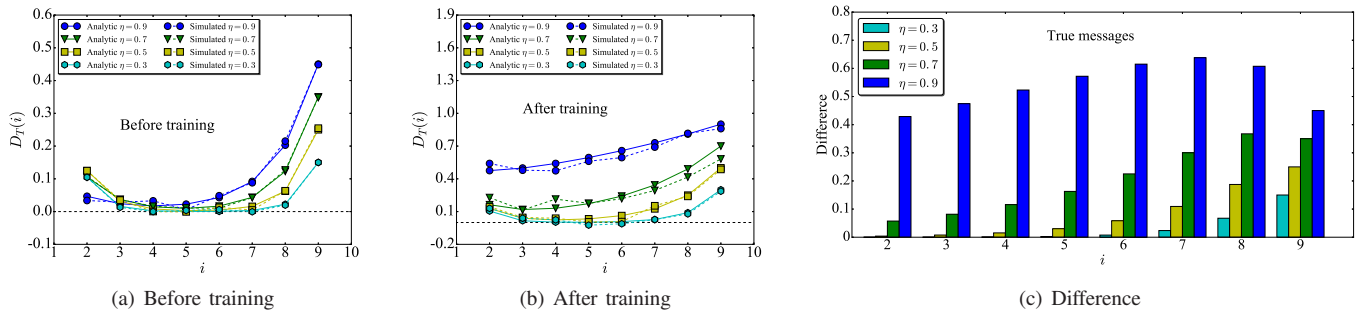 0.6
0.5
0.4
0.3
0.2
0.1
0.0
−0.1
D_T(i)
Analytic η = 0.9
Analytic η = 0.7
Analytic η = 0.5
Analytic η = 0.3
Simulated η = 0.9
Simulated η = 0.7
Simulated η = 0.5
Simulated η = 0.3
Before training
1 2 3 4 5 6 7 8 9 10
i
(a) Before training
1.9
1.6
1.3
1.0
0.7
0.4
0.1
−0.2
D_T(i)
Analytic η = 0.9
Analytic η = 0.7
Analytic η = 0.5
Analytic η = 0.3
Simulated η = 0.9
Simulated η = 0.7
Simulated η = 0.5
Simulated η = 0.3
After training
1 2 3 4 5 6 7 8 9 10
i
(b) After training
0.8
0.7
0.6
0.5
0.4
0.3
0.2
0.1
0
Difference
η = 0.3
η = 0.5
η = 0.7
η = 0.9
True messages
2 3 4 5 6 7 8 9
i
(c) Difference